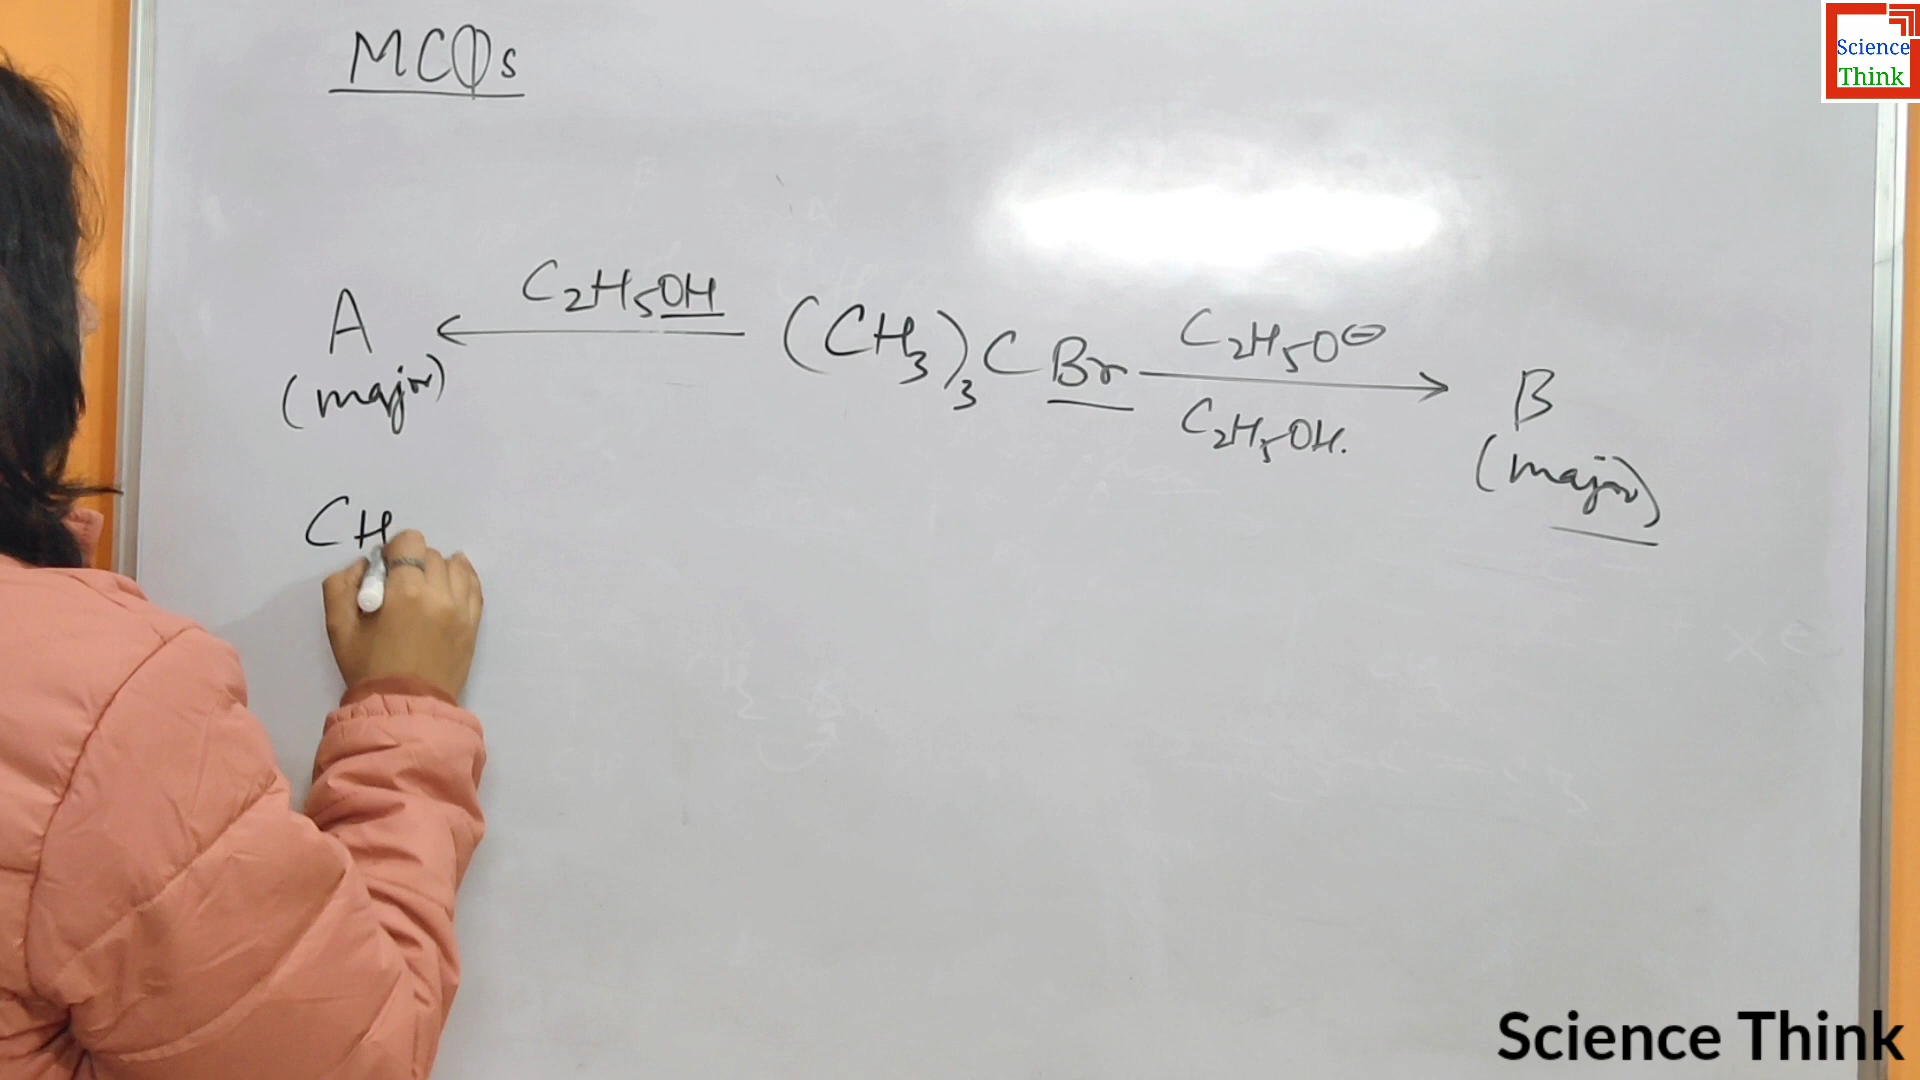 MCQs
Science
Think
A ← C₂H₅OH (CH₃)₃CBr C₂H₅O⊖ → B
C₂H₅OH.
(major)
(major)
CH
Science Think